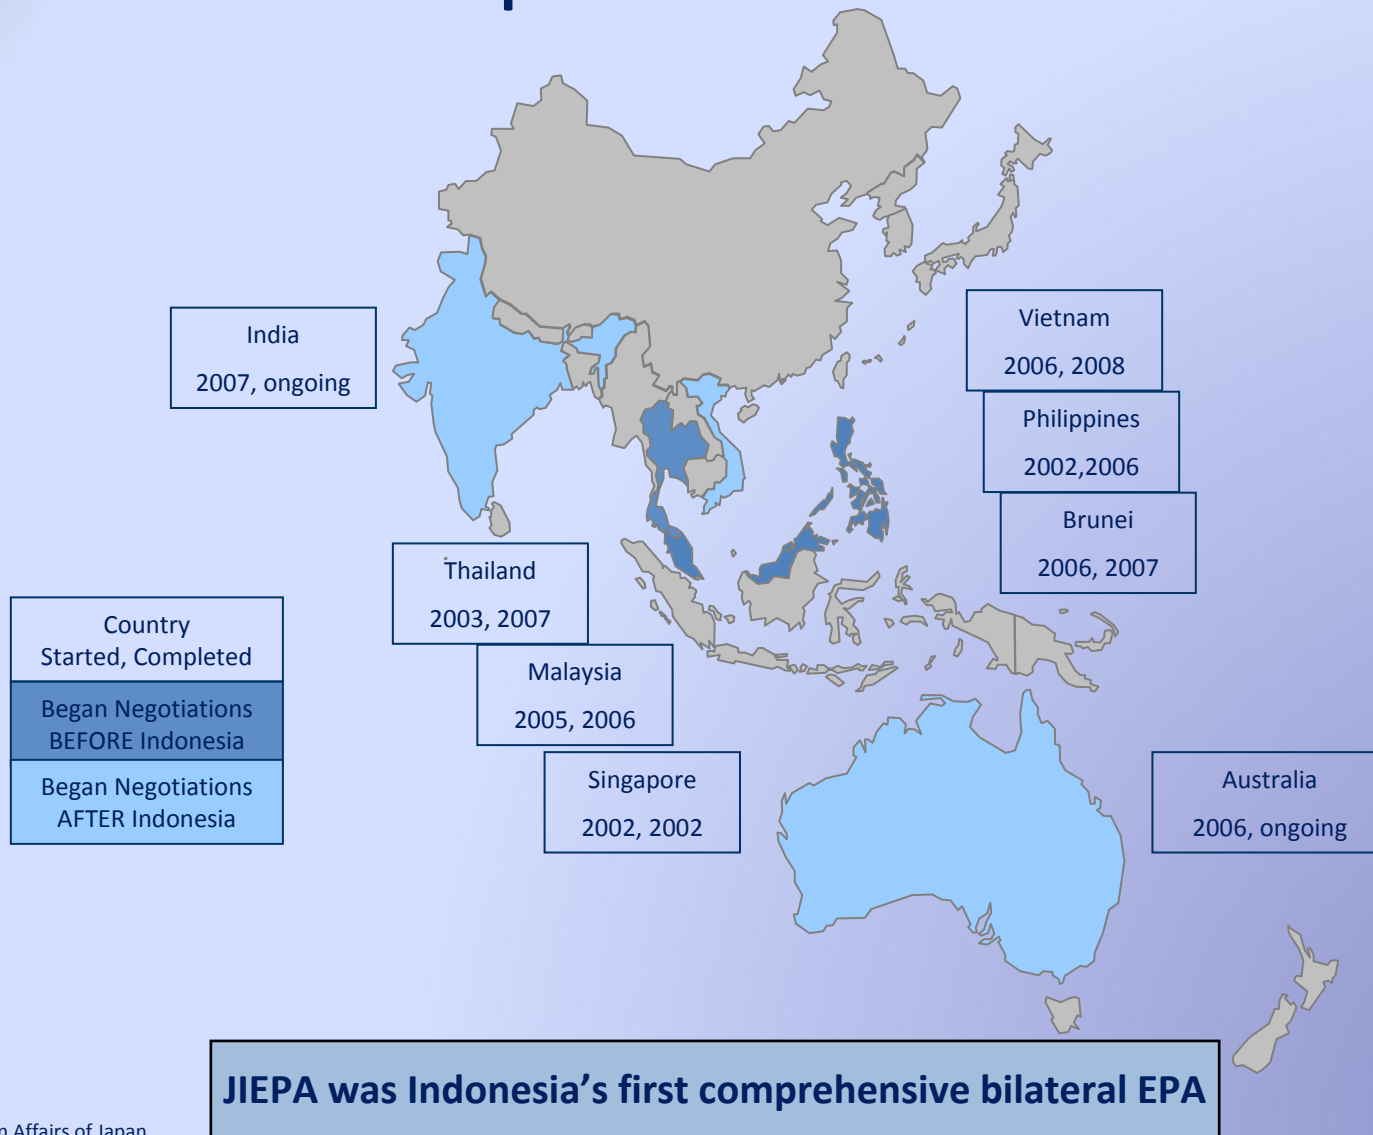 India
2007, ongoing
Vietnam
2006, 2008
Philippines
2002,2006
Brunei
2006, 2007
Thailand
2003, 2007
Malaysia
2005, 2006
Singapore
2002, 2002
Australia
2006, ongoing
Country
Started, Completed
Began Negotiations
BEFORE Indonesia
Began Negotiations
AFTER Indonesia
JIEPA was Indonesia’s first comprehensive bilateral EPA
Affairs of Japan